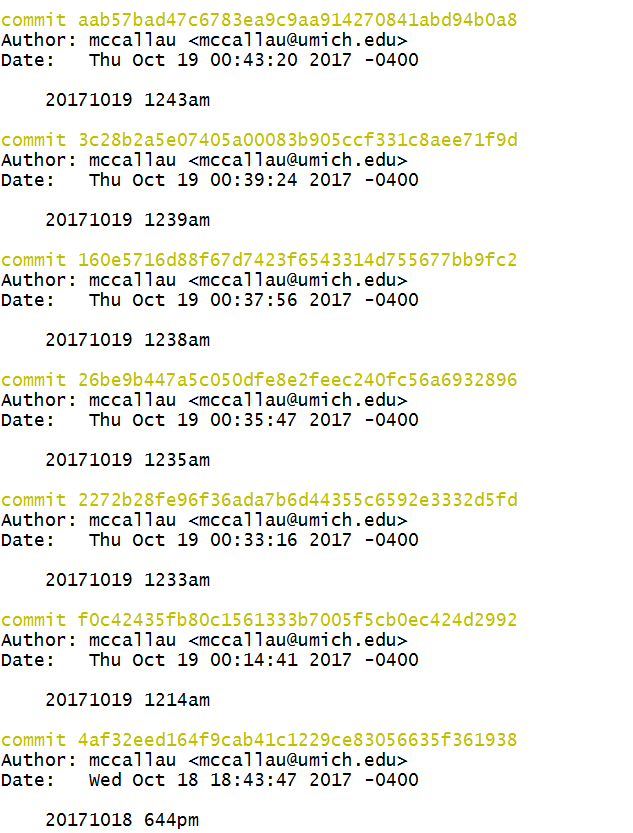 commit aab57bad47c6783ea9c9aa914270841abd94b0a8
Author: mccallau <mccallau@umich.edu>
Date:   Thu Oct 19 00:43:20 2017 -0400
20171019 1243am
commit 3c28b2a5e07405a00083b905ccf331c8aee71f9d
Author: mccallau <mccallau@umich.edu>
Date:   Thu Oct 19 00:39:24 2017 -0400
20171019 1239am
commit 160e5716d88f67d7423f6543314d755677bb9fc2
Author: mccallau <mccallau@umich.edu>
Date:   Thu Oct 19 00:37:56 2017 -0400
20171019 1238am
commit 26be9b447a5c050dfe8e2feec240fc56a6932896
Author: mccallau <mccallau@umich.edu>
Date:   Thu Oct 19 00:35:47 2017 -0400
20171019 1235am
commit 2272b28fe96f36ada7b6d44355c6592e3332d5fd
Author: mccallau <mccallau@umich.edu>
Date:   Thu Oct 19 00:33:16 2017 -0400
20171019 1233am
commit f0c42435fb80c1561333b7005f5cb0ec424d2992
Author: mccallau <mccallau@umich.edu>
Date:   Thu Oct 19 00:14:41 2017 -0400
20171019 1214am
commit 4af32eed164f9cab41c1229ce83056635f361938
Author: mccallau <mccallau@umich.edu>
Date:   Wed Oct 18 18:43:47 2017 -0400
20171018 644pm